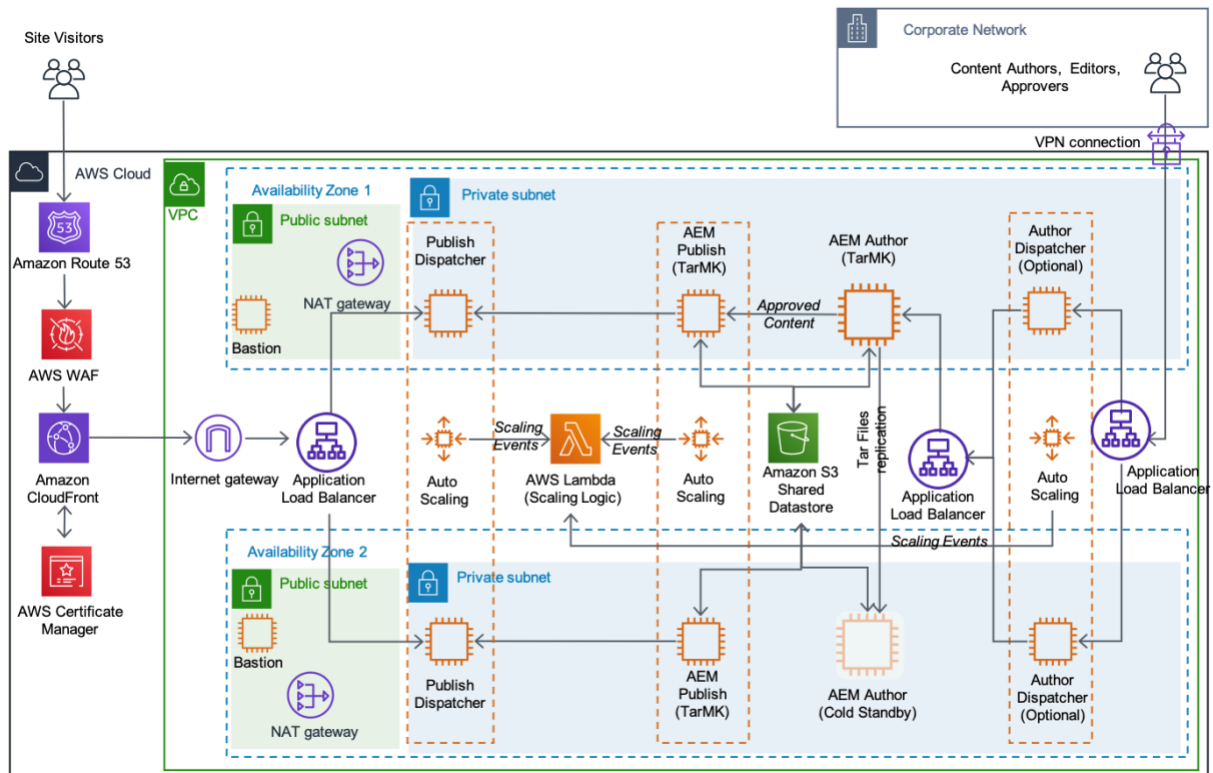 Site Visitors
Corporate Network
Content Authors, Editors,
Approvers
VPN connection
AWS Cloud
VPC
Availability Zone 1
Private subnet
Public subnet
53
Amazon Route 53
NAT gateway
Bastion
Publish
Dispatcher
AEM
Publish
(TarMK)
AEM Author
(TarMK)
Author
Dispatcher
(Optional)
Approved
Content
AWS WAF
Amazon
CloudFront
Internet gateway
Application
Load Balancer
Auto
Scaling
Scaling
Events
AWS Lambda
(Scaling Logic)
Scaling
Events
Auto
Scaling
Amazon S3
Shared
Datastore
Tar Files
replication
Application
Load Balancer
Auto
Scaling
Application
Load Balancer
Scaling Events
AWS Certificate
Manager
Availability Zone 2
Private subnet
Public subnet
Bastion
NAT gateway
Publish
Dispatcher
AEM
Publish
(TarMK)
AEM Author
(Cold Standby)
Author
Dispatcher
(Optional)